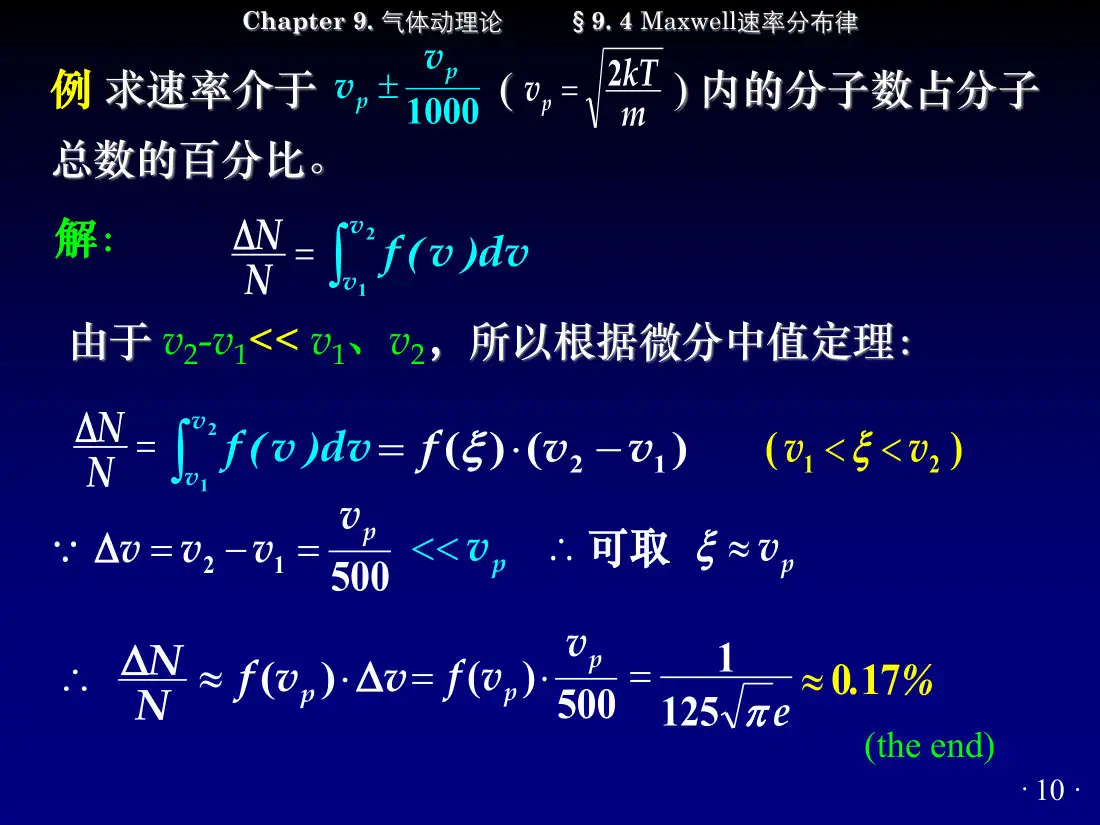 Chapter 9. 气体动理论 §9. 4 Maxwell速率分布律
例 求速率介于 v_p ± v_p/1000 ( v_p = √(2kT/m) ) 内的分子数占分子
总数的百分比。
解: ΔN/N = ∫_{v_1}^{v_2} f(v)dv
由于 v_2-v_1<< v_1、v_2，所以根据微分中值定理:
ΔN/N = ∫_{v_1}^{v_2} f(v)dv = f(ξ)·(v_2 − v_1) (v_1 < ξ < v_2)
∵ Δv = v_2 − v_1 = v_p/500 << v_p ∴ 可取 ξ ≈ v_p
∴ ΔN/N ≈ f(v_p)·Δv = f(v_p)· v_p/500 = 1/(125√π e) ≈ 0.17%
(the end)
· 10 ·